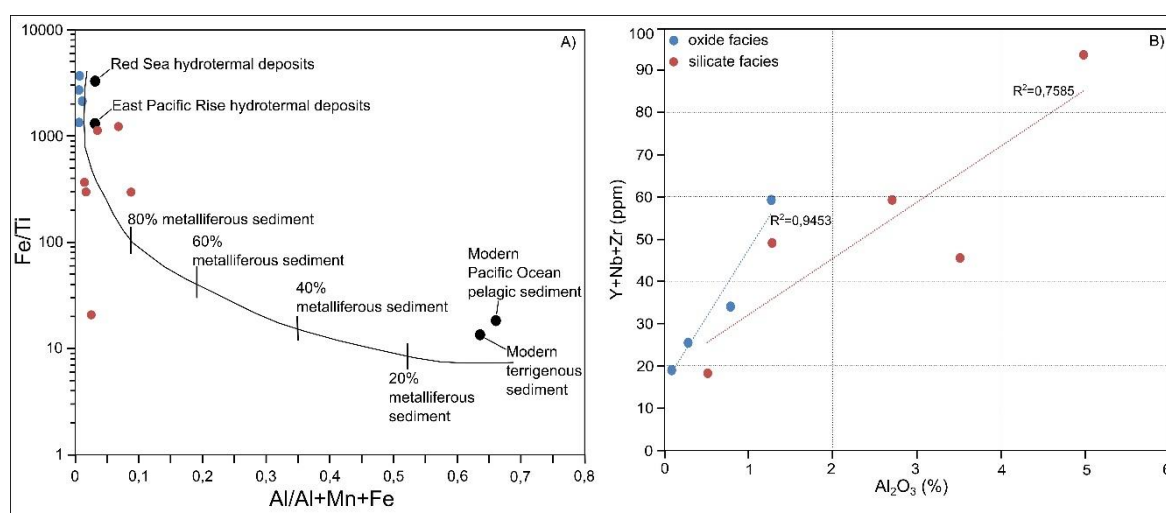 A)
10000
1000
100
10
1
Fe/Ti
Red Sea hydrotermal deposits
East Pacific Rise hydrotermal deposits
80% metalliferous sediment
60%
metalliferous sediment
40%
metalliferous sediment
20%
metalliferous
sediment
Modern
Pacific Ocean
pelagic sediment
Modern
terrigenous
sediment
0
0,1
0,2
0,3
0,4
0,5
0,6
0,7
0,8
Al/Al+Mn+Fe
B)
oxide facies
silicate facies
100
90
80
70
60
50
40
30
20
10
0
Y+Nb+Zr (ppm)
R²=0,7585
R²=0,9453
0
1
2
3
4
5
6
Al₂O₃ (%)